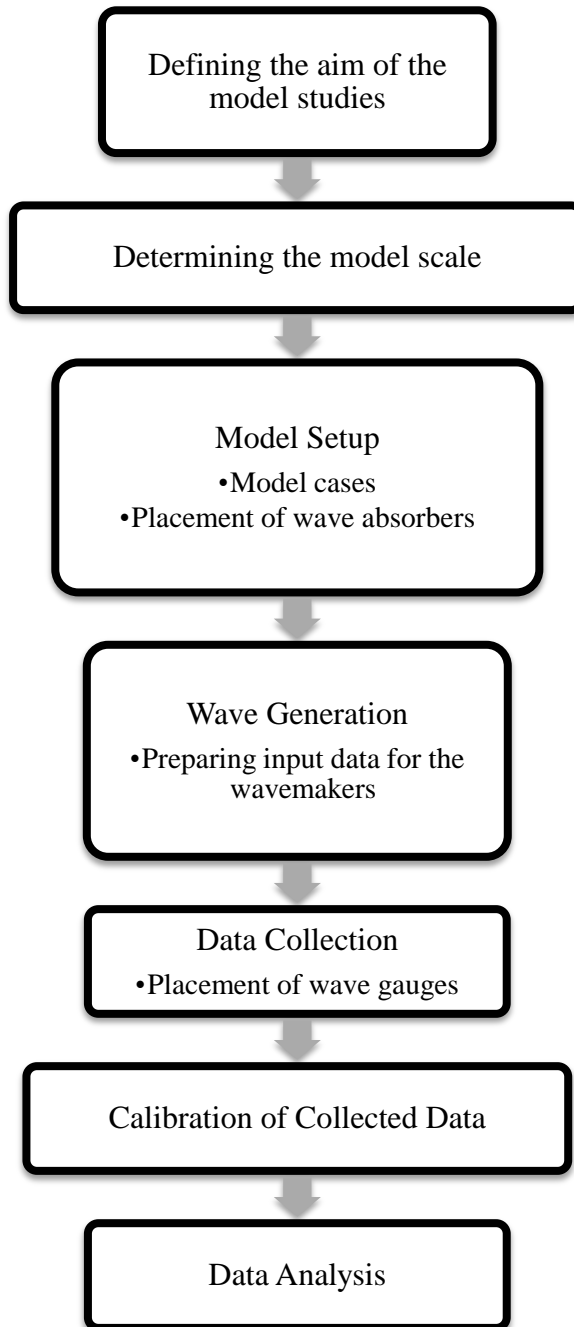 Defining the aim of the
model studies
Determining the model scale
Model Setup
•Model cases
•Placement of wave absorbers
Wave Generation
•Preparing input data for the
wavemakers
Data Collection
•Placement of wave gauges
Calibration of Collected Data
Data Analysis